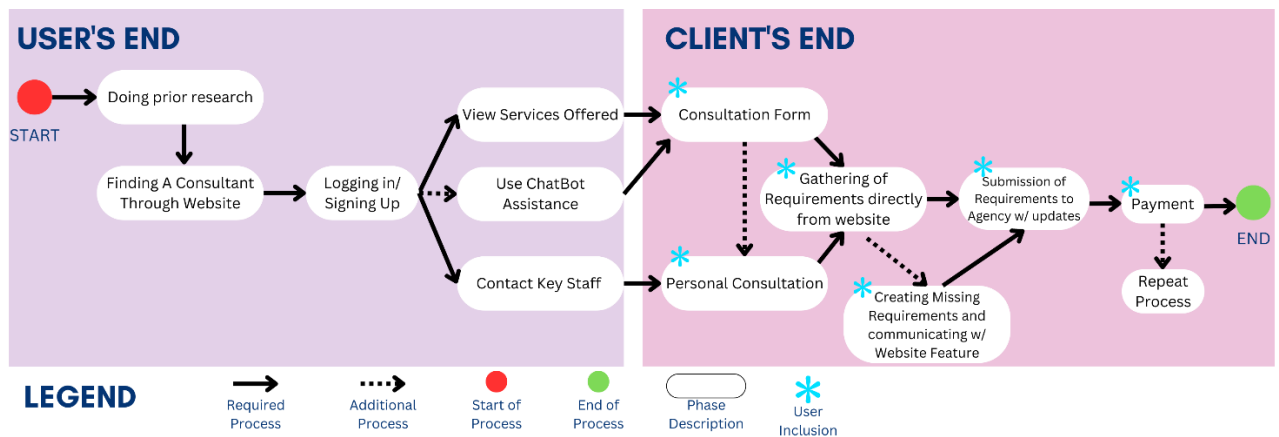 USER'S END
START
Doing prior research
Finding A Consultant
Through Website
Logging in/
Signing Up
View Services Offered
Use ChatBot
Assistance
Contact Key Staff
CLIENT'S END
Consultation Form
Personal Consultation
Gathering of
Requirements directly
from website
Creating Missing
Requirements and
communicating w/
Website Feature
Submission of
Requirements to
Agency w/ updates
Payment
Repeat
Process
END
LEGEND
Required
Process
Additional
Process
Start of
Process
End of
Process
Phase
Description
User
Inclusion